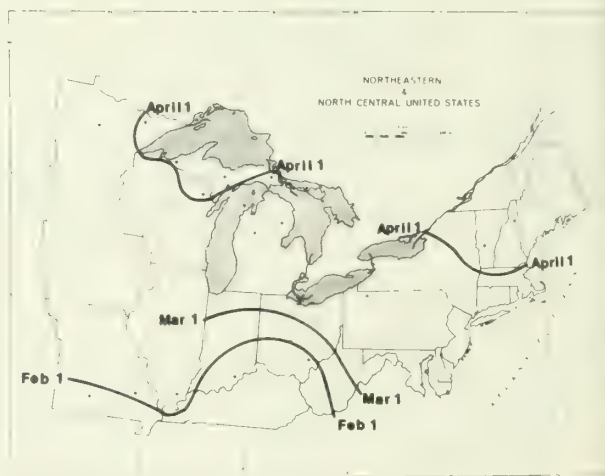 NORTHEASTERN
&
NORTH CENTRAL UNITED STATES
April 1
April 1
April 1
April 1
Mar 1
Feb 1
Mar 1
Feb 1